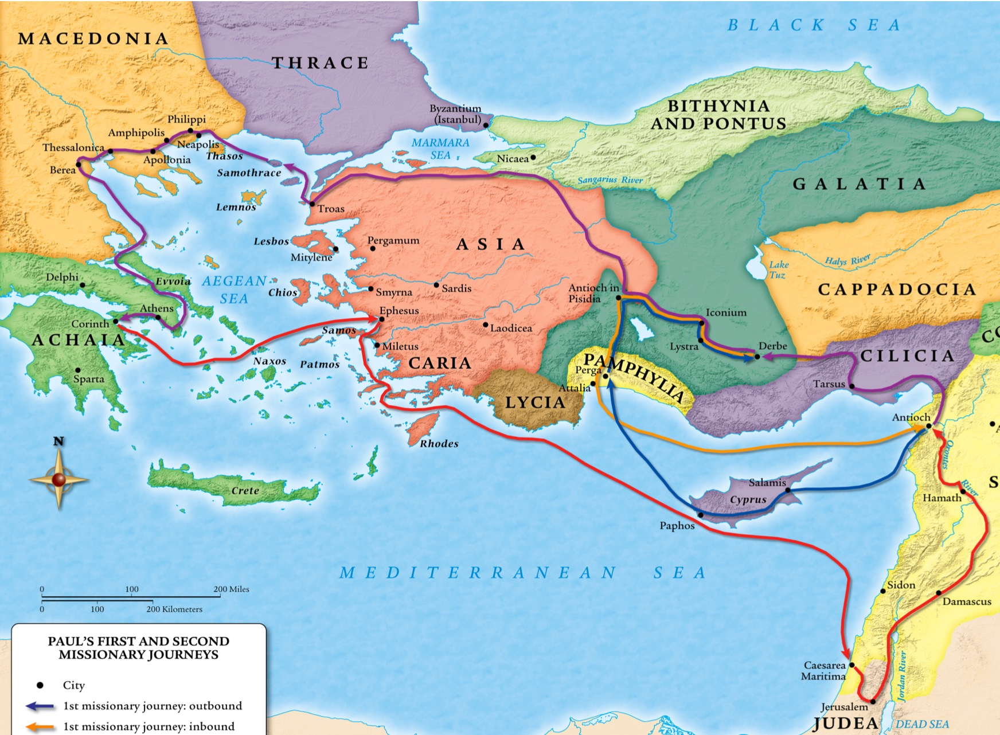 BLACK SEA
MACEDONIA
THRACE
BITHYNIA
AND PONTUS
Byzantium
(Istanbul)
Philippi
Amphipolis
Neapolis
Thessalonica
Apollonia
Thasos
Berea
Samothrace
MARMARA
SEA
Nicaea
Sangarius River
GALATIA
Lemnos
Troas
Lesbos
Mitylene
Pergamum
ASIA
Halys River
Lake
Tuz
CAPPADOCIA
Delphi
Evvoia
AEGEAN
SEA
Chios
Smyrna
Sardis
Antioch in
Pisidia
Athens
Corinth
Ephesus
Iconium
ACHAIA
Samos
Laodicea
Lystra
Derbe
CILICIA
CO
Miletus
Naxos
Patmos
CARIA
PAMPHYLIA
Perga
Attalia
Sparta
Tarsus
LYCIA
Antioch
A
N
Rhodes
Orontes
River
Crete
Salamis
Cyprus
Hamath
S
Paphos
MEDITERRANEAN SEA
0 100 200 Miles
0 100 200 Kilometers
Sidon
Damascus
PAUL'S FIRST AND SECOND
MISSIONARY JOURNEYS
City
1st missionary journey: outbound
1st missionary journey: inbound
Caesarea
Maritima
Jordan River
Jerusalem
JUDEA
DEAD SEA